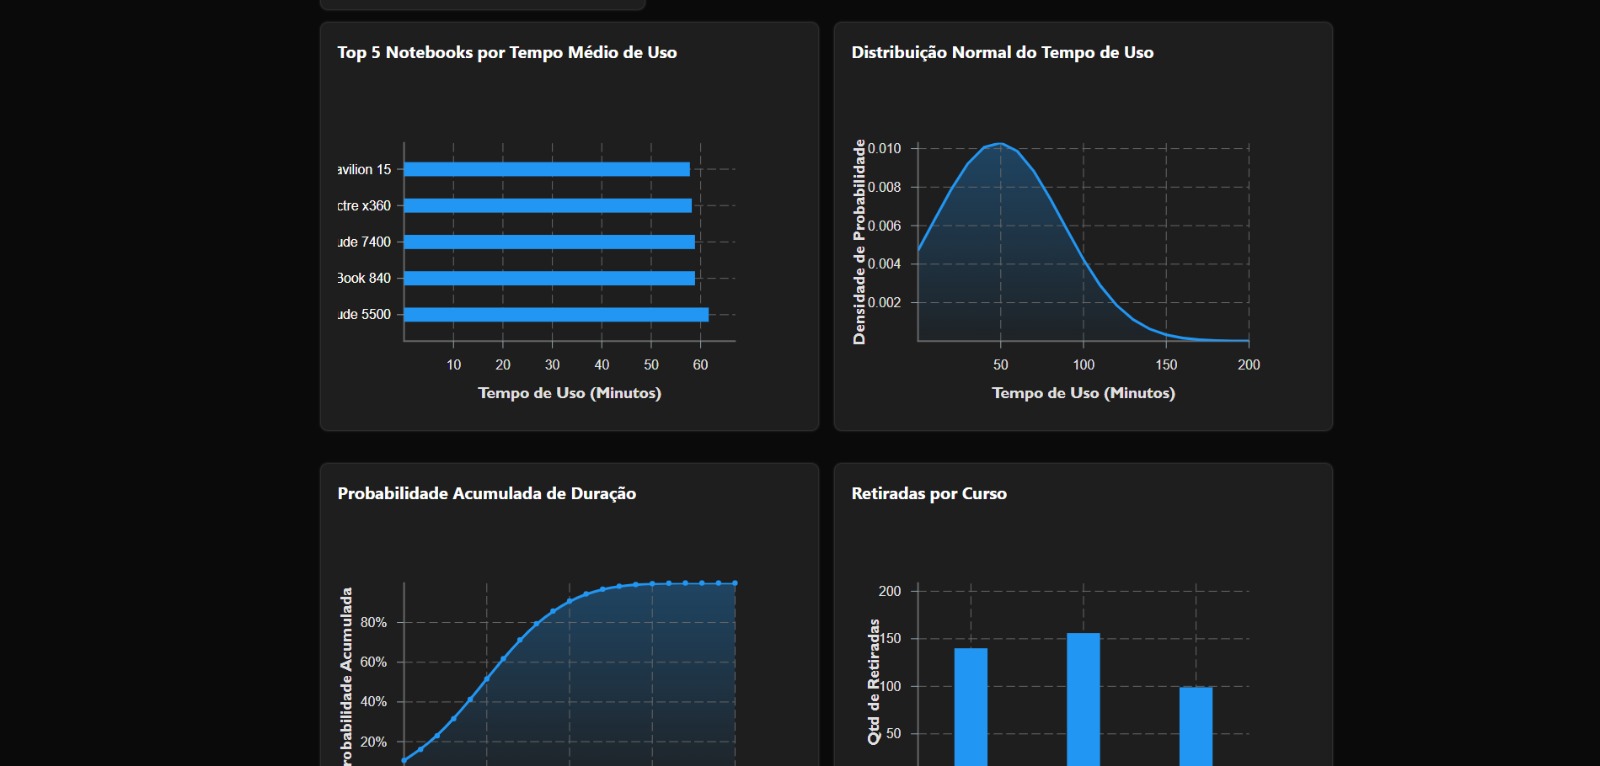 Top 5 Notebooks por Tempo Médio de Uso
avilion 15
ctre x360
ude 7400
Book 840
ude 5500
10 20 30 40 50 60
Tempo de Uso (Minutos)
Distribuição Normal do Tempo de Uso
Densidade de Probabilidade
0.010
0.008
0.006
0.004
0.002
50 100 150 200
Tempo de Uso (Minutos)
Probabilidade Acumulada de Duração
robabilidade Acumulada
80%
60%
40%
20%
Retiradas por Curso
Qtd de Retiradas
200
150
100
50